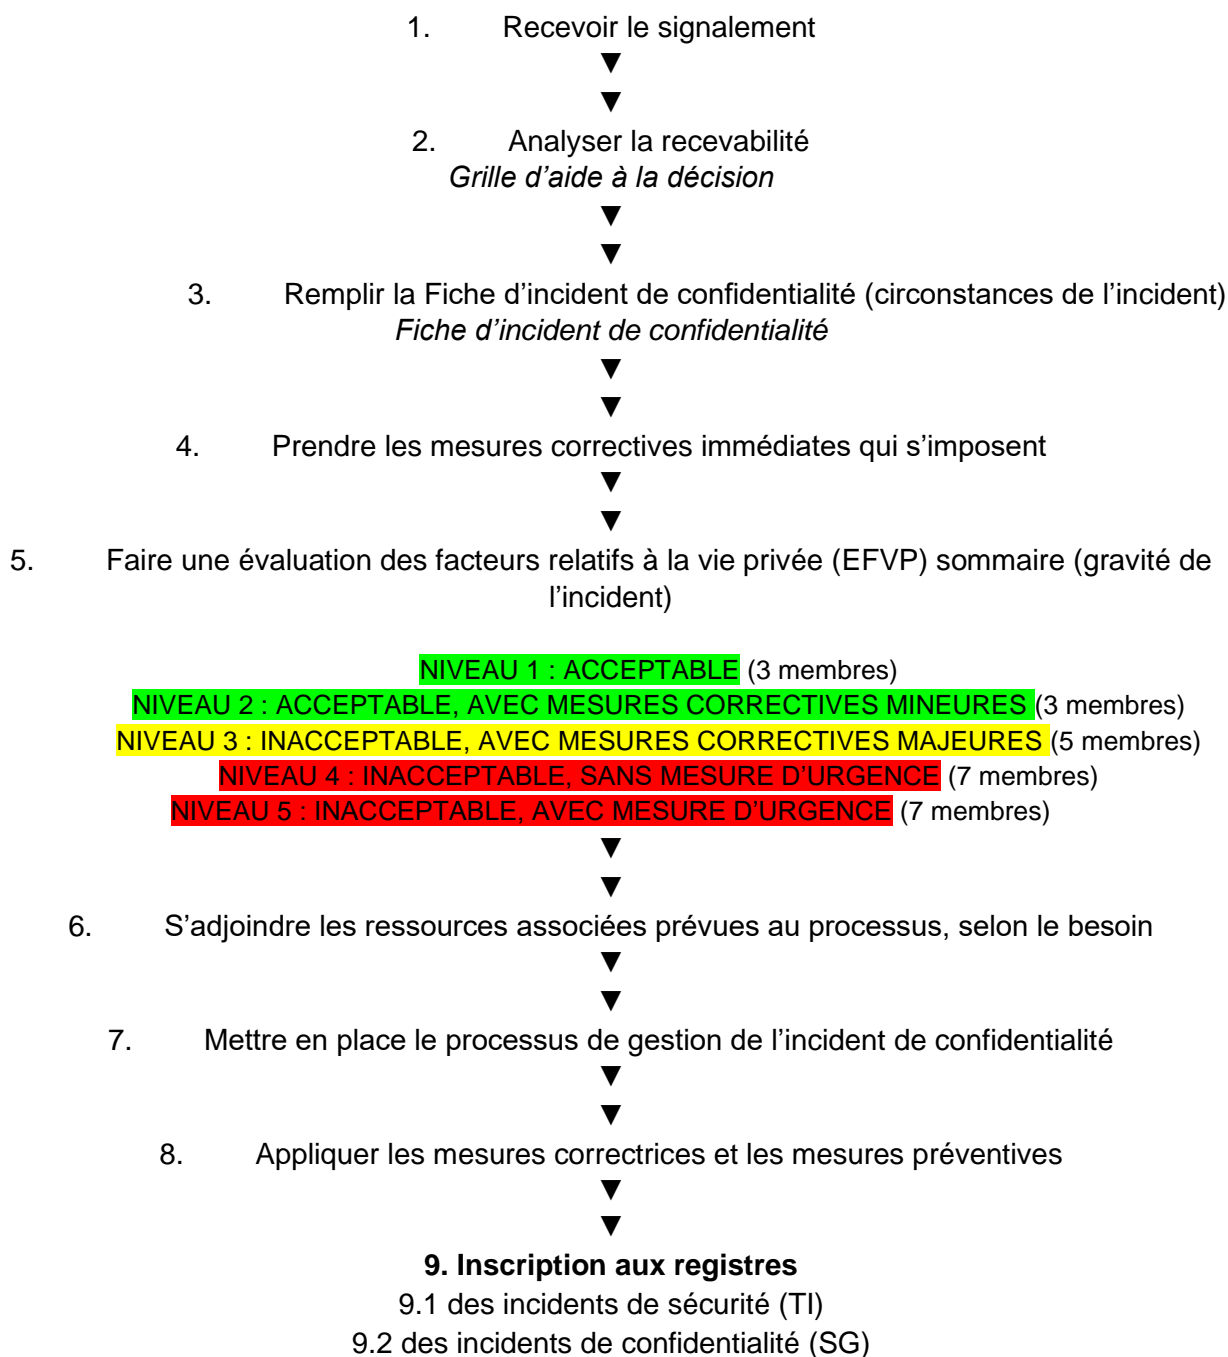 1. Recevoir le signalement
▼
▼
2. Analyser la recevabilité
Grille d’aide à la décision
▼
▼
3. Remplir la Fiche d’incident de confidentialité (circonstances de l’incident)
Fiche d’incident de confidentialité
▼
▼
4. Prendre les mesures correctives immédiates qui s’imposent
▼
▼
5. Faire une évaluation des facteurs relatifs à la vie privée (EFVP) sommaire (gravité de
l’incident)
NIVEAU 1 : ACCEPTABLE (3 membres)
NIVEAU 2 : ACCEPTABLE, AVEC MESURES CORRECTIVES MINEURES (3 membres)
NIVEAU 3 : INACCEPTABLE, AVEC MESURES CORRECTIVES MAJEURES (5 membres)
NIVEAU 4 : INACCEPTABLE, SANS MESURE D’URGENCE (7 membres)
NIVEAU 5 : INACCEPTABLE, AVEC MESURE D’URGENCE (7 membres)
▼
▼
6. S’adjoindre les ressources associées prévues au processus, selon le besoin
▼
▼
7. Mettre en place le processus de gestion de l’incident de confidentialité
▼
▼
8. Appliquer les mesures correctrices et les mesures préventives
▼
▼
9. Inscription aux registres
9.1 des incidents de sécurité (TI)
9.2 des incidents de confidentialité (SG)